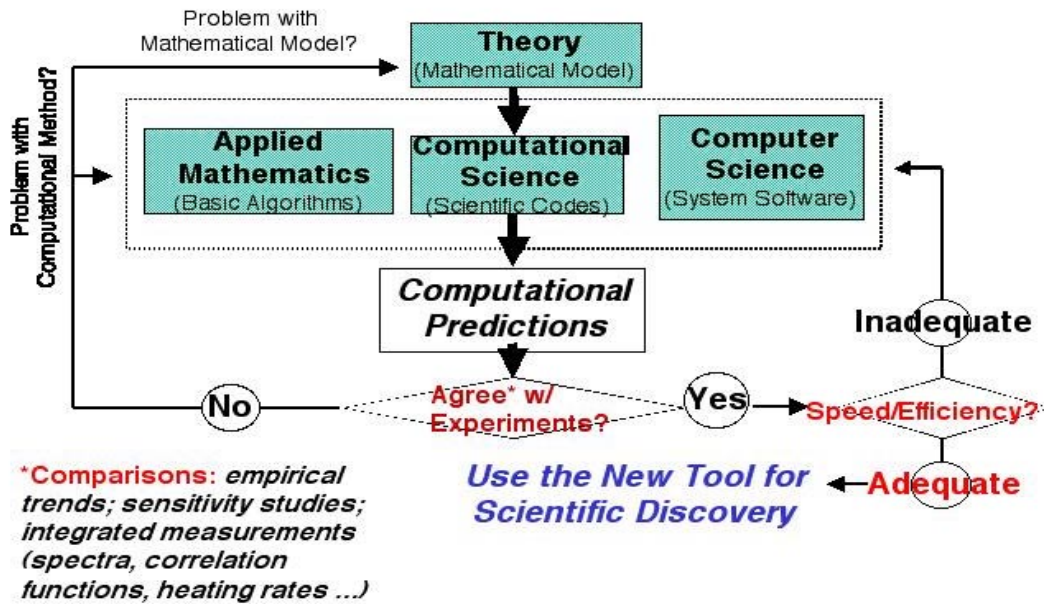 Problem with
Mathematical Model?
Theory
(Mathematical Model)
Problem with
Computational Method?
Applied
Mathematics
(Basic Algorithms)
Computational
Science
(Scientific Codes)
Computer
Science
(System Software)
Computational
Predictions
Inadequate
No
Agree* w/
Experiments?
Yes
Speed/Efficiency?
*Comparisons: empirical
trends; sensitivity studies;
integrated measurements
(spectra, correlation
functions, heating rates ...)
Use the New Tool for
Scientific Discovery
Adequate